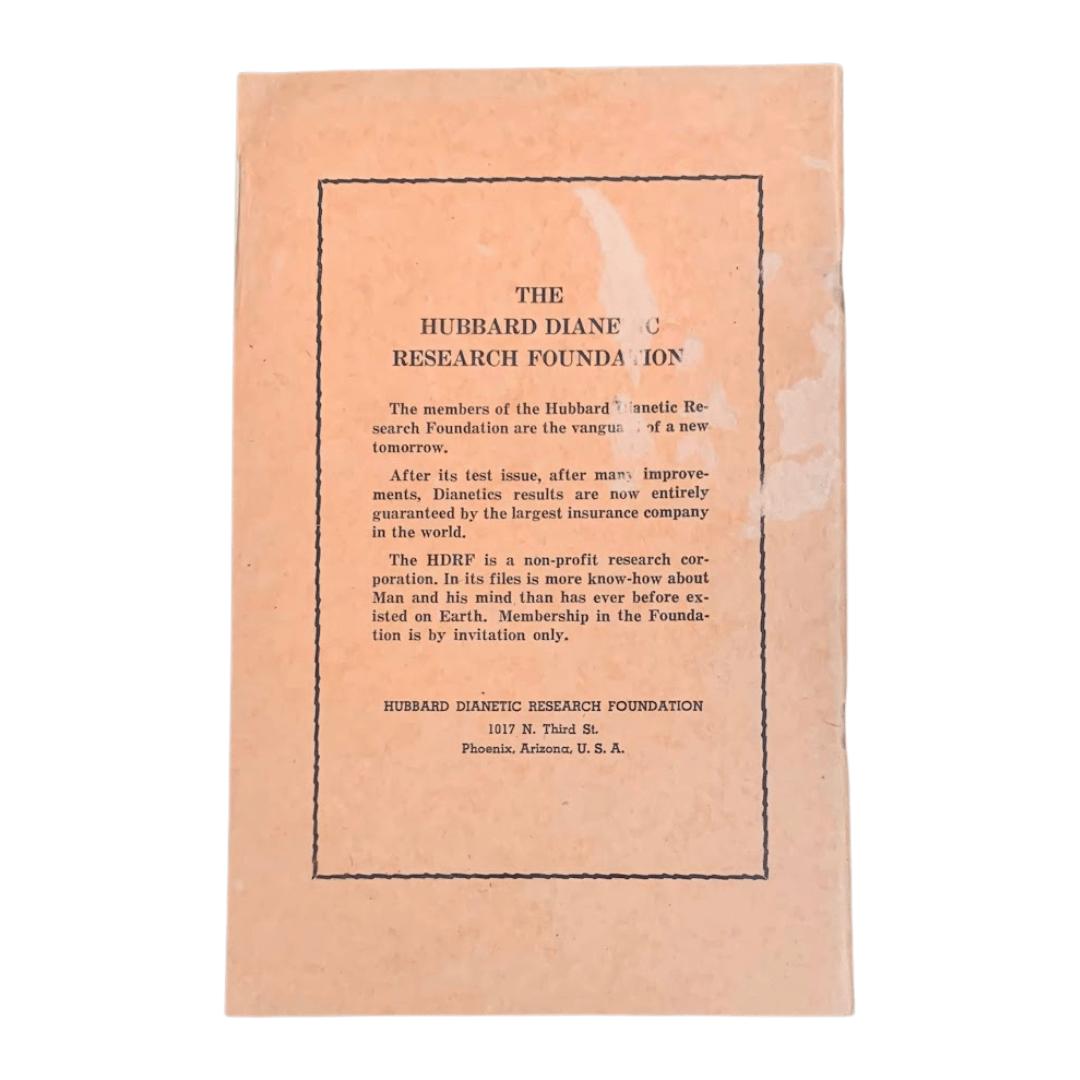 THE
HUBBARD DIANE C
RESEARCH FOUNDATION
The members of the Hubbard Dianetic Re-
search Foundation are the vangua of a new
tomorrow.
After its test issue, after many improve-
ments, Dianetics results are now entirely
guaranteed by the largest insurance company
in the world.
The HDRF is a non-profit research cor-
poration. In its files is more know-how about
Man and his mind than has ever before ex-
isted on Earth. Membership in the Founda-
tion is by invitation only.
HUBBARD DIANETIC RESEARCH FOUNDATION
1017 N. Third St.
Phoenix, Arizona, U. S. A.